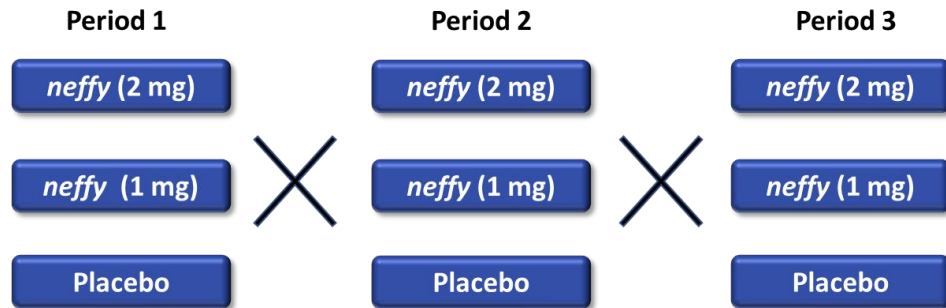 Period 1 Period 2 Period 3
neffy (2 mg) neffy (2 mg) neffy (2 mg)
neffy (1 mg) neffy (1 mg) neffy (1 mg)
Placebo Placebo Placebo